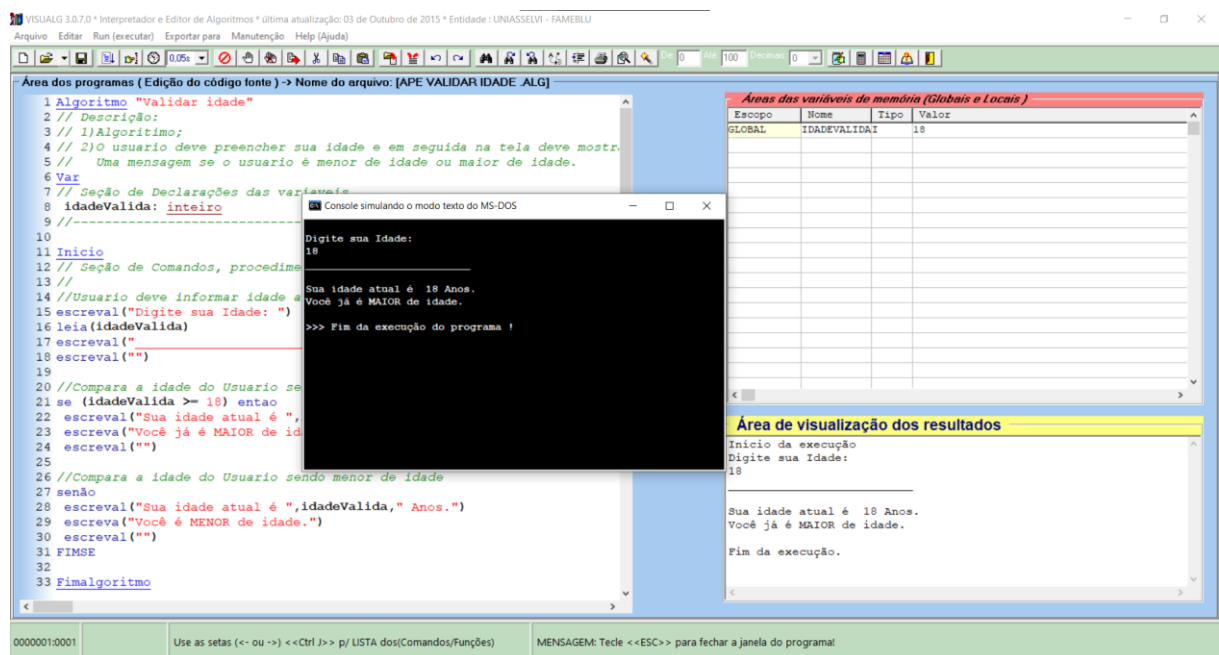 VISUALG 3.0.7.0 * Interpretador e Editor de Algoritmos * última atualização: 03 de Outubro de 2015 * Entidade : UNIASSELVI - FAMEBLU
Arquivo Editar Run (executar) Exportar para Manutenção Help (Ajuda)
0,05s De 0 Até 100 Decimais 0
Área dos programas ( Edição do código fonte ) -> Nome do arquivo: [APE VALIDAR IDADE .ALG]
1 Algoritmo "Validar idade"
2 // Descrição:
3 // 1)Algoritimo;
4 // 2)O usuario deve preencher sua idade e em seguida na tela deve mostr
5 // Uma mensagem se o usuario é menor de idade ou maior de idade.
6 Var
7 // Seção de Declarações das variaveis
8 idadeValida: inteiro
9 //----------------------------
10
11 Inicio
12 // Seção de Comandos, procedime
13 //
14 //Usuario deve informar idade a
15 escreval("Digite sua Idade: ")
16 leia(idadeValida)
17 escreval("______________________
18 escreval("")
19
20 //Compara a idade do Usuario se
21 se (idadeValida >= 18) entao
22 escreval("Sua idade atual é ",
23 escreva("Você já é MAIOR de id
24 escreval("")
25
26 //Compara a idade do Usuario sendo menor de idade
27 senão
28 escreval("Sua idade atual é ",idadeValida," Anos.")
29 escreva("Você é MENOR de idade.")
30 escreval("")
31 FIMSE
32
33 Fimalgoritmo
Console simulando o modo texto do MS-DOS
Digite sua Idade:
18
______________________
Sua idade atual é  18 Anos.
Você já é MAIOR de idade.
>>> Fim da execução do programa !
Áreas das variáveis de memória (Globais e Locais )
Escopo Nome Tipo Valor
GLOBAL IDADEVALIDA I 18
Área de visualização dos resultados
Início da execução
Digite sua Idade:
18
______________________
Sua idade atual é  18 Anos.
Você já é MAIOR de idade.
Fim da execução.
0000001:0001 Use as setas (<- ou ->) <<Ctrl J>> p/ LISTA dos(Comandos/Funções) MENSAGEM: Tecle <<ESC>> para fechar a janela do programa!